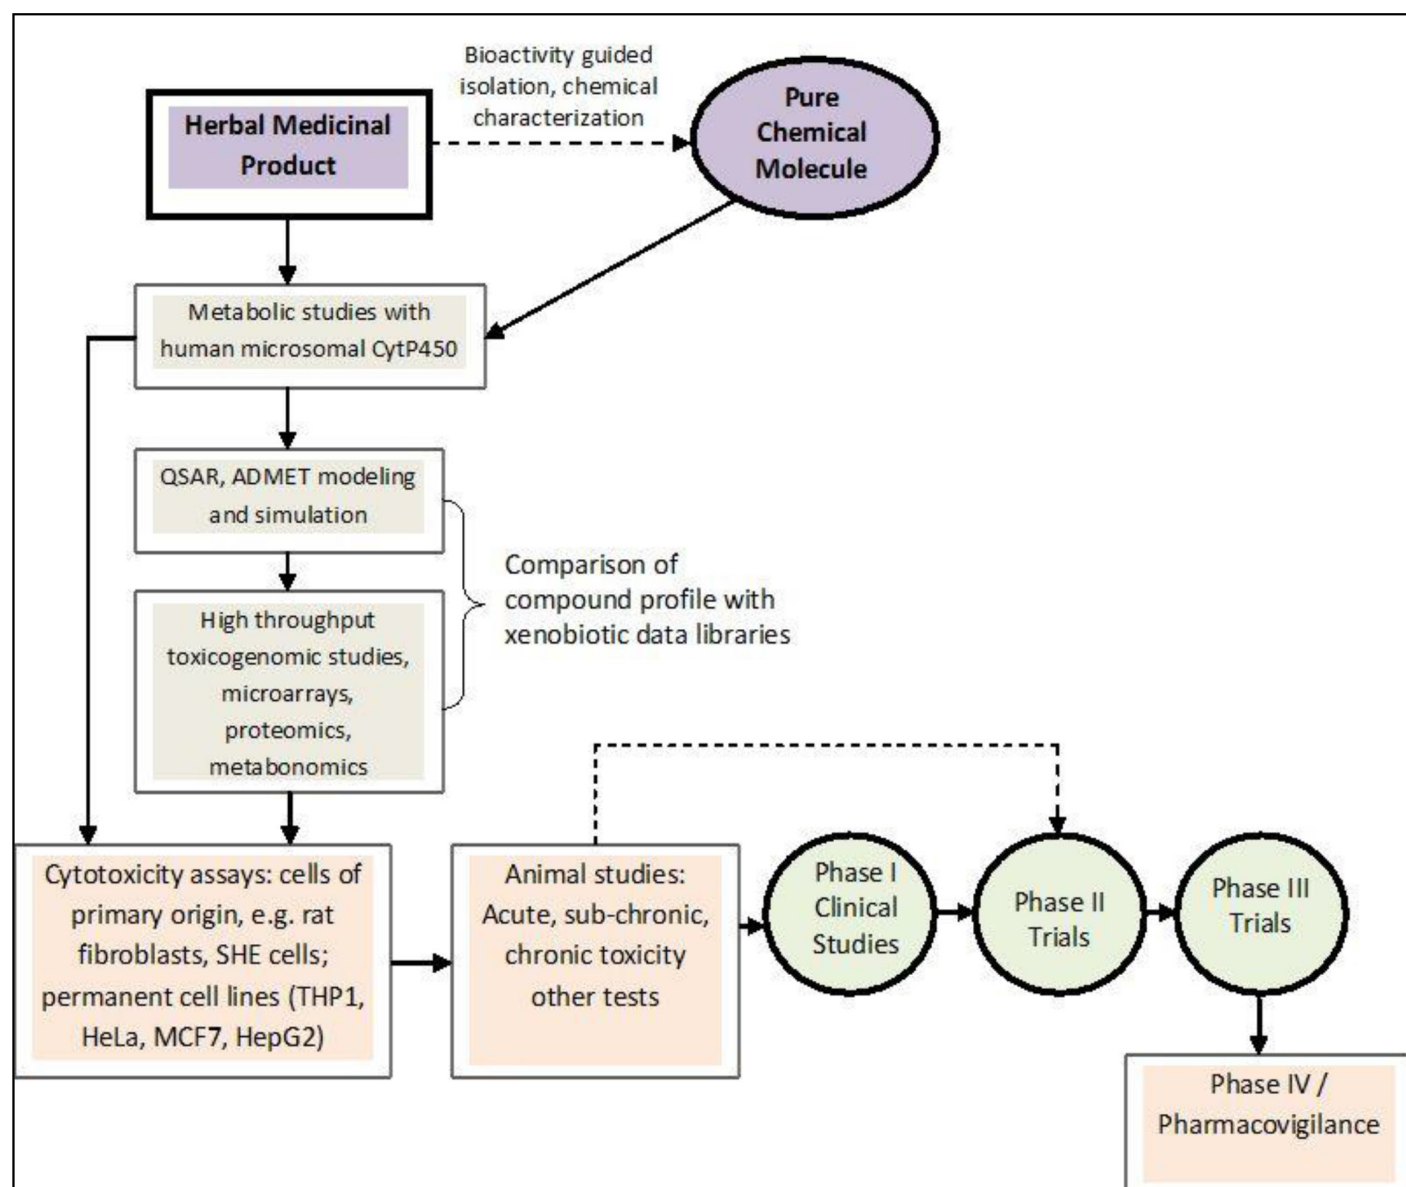 Bioactivity guided
isolation, chemical
characterization
Herbal Medicinal
Product
Pure
Chemical
Molecule
Metabolic studies with
human microsomal CytP450
QSAR, ADMET modeling
and simulation
Comparison of
compound profile with
xenobiotic data libraries
High throughput
toxicogenomic studies,
microarrays,
proteomics,
metabonomics
Cytotoxicity assays: cells of
primary origin, e.g. rat
fibroblasts, SHE cells;
permanent cell lines (THP1,
HeLa, MCF7, HepG2)
Animal studies:
Acute, sub-chronic,
chronic toxicity
other tests
Phase I
Clinical
Studies
Phase II
Trials
Phase III
Trials
Phase IV /
Pharmacovigilance